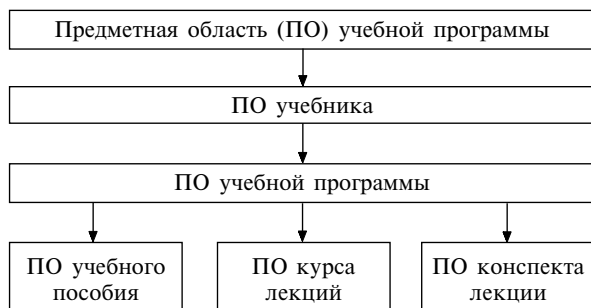 Предметная область (ПО) учебной программы
ПО учебника
ПО учебной программы
ПО учебного
пособия
ПО курса
лекций
ПО конспекта
лекции